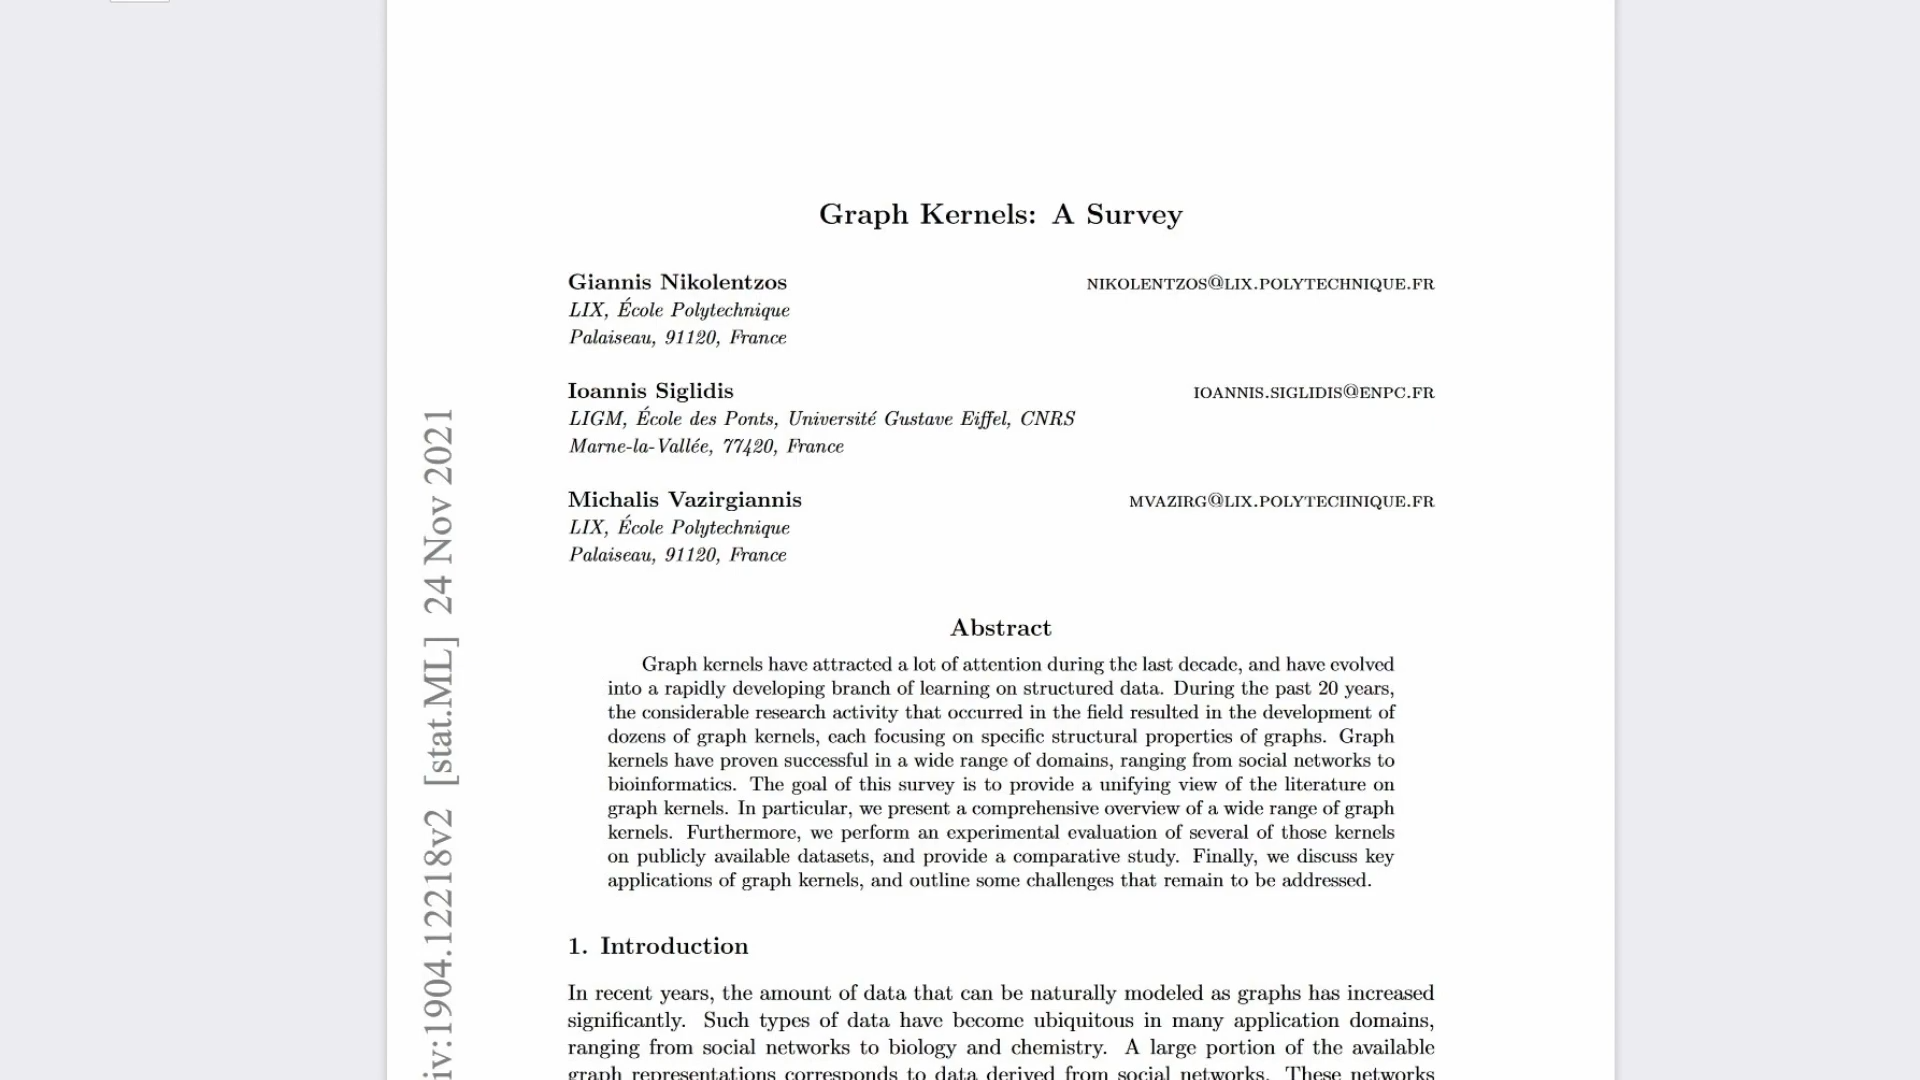 Graph Kernels: A Survey
Giannis Nikolentzos
NIKOLENTZOS@LIX.POLYTECHNIQUE.FR
LIX, École Polytechnique
Palaiseau, 91120, France
Ioannis Siglidis
IOANNIS.SIGLIDIS@ENPC.FR
LIGM, École des Ponts, Université Gustave Eiffel, CNRS
Marne-la-Vallée, 77420, France
Michalis Vazirgiannis
MVAZIRG@LIX.POLYTECHNIQUE.FR
LIX, École Polytechnique
Palaiseau, 91120, France
Abstract
Graph kernels have attracted a lot of attention during the last decade, and have evolved
into a rapidly developing branch of learning on structured data. During the past 20 years,
the considerable research activity that occurred in the field resulted in the development of
dozens of graph kernels, each focusing on specific structural properties of graphs. Graph
kernels have proven successful in a wide range of domains, ranging from social networks to
bioinformatics. The goal of this survey is to provide a unifying view of the literature on
graph kernels. In particular, we present a comprehensive overview of a wide range of graph
kernels. Furthermore, we perform an experimental evaluation of several of those kernels
on publicly available datasets, and provide a comparative study. Finally, we discuss key
applications of graph kernels, and outline some challenges that remain to be addressed.
1. Introduction
In recent years, the amount of data that can be naturally modeled as graphs has increased
significantly. Such types of data have become ubiquitous in many application domains,
ranging from social networks to biology and chemistry. A large portion of the available
graph representations corresponds to data derived from social networks. These networks
iv:1904.12218v2 [stat.ML] 24 Nov 2021